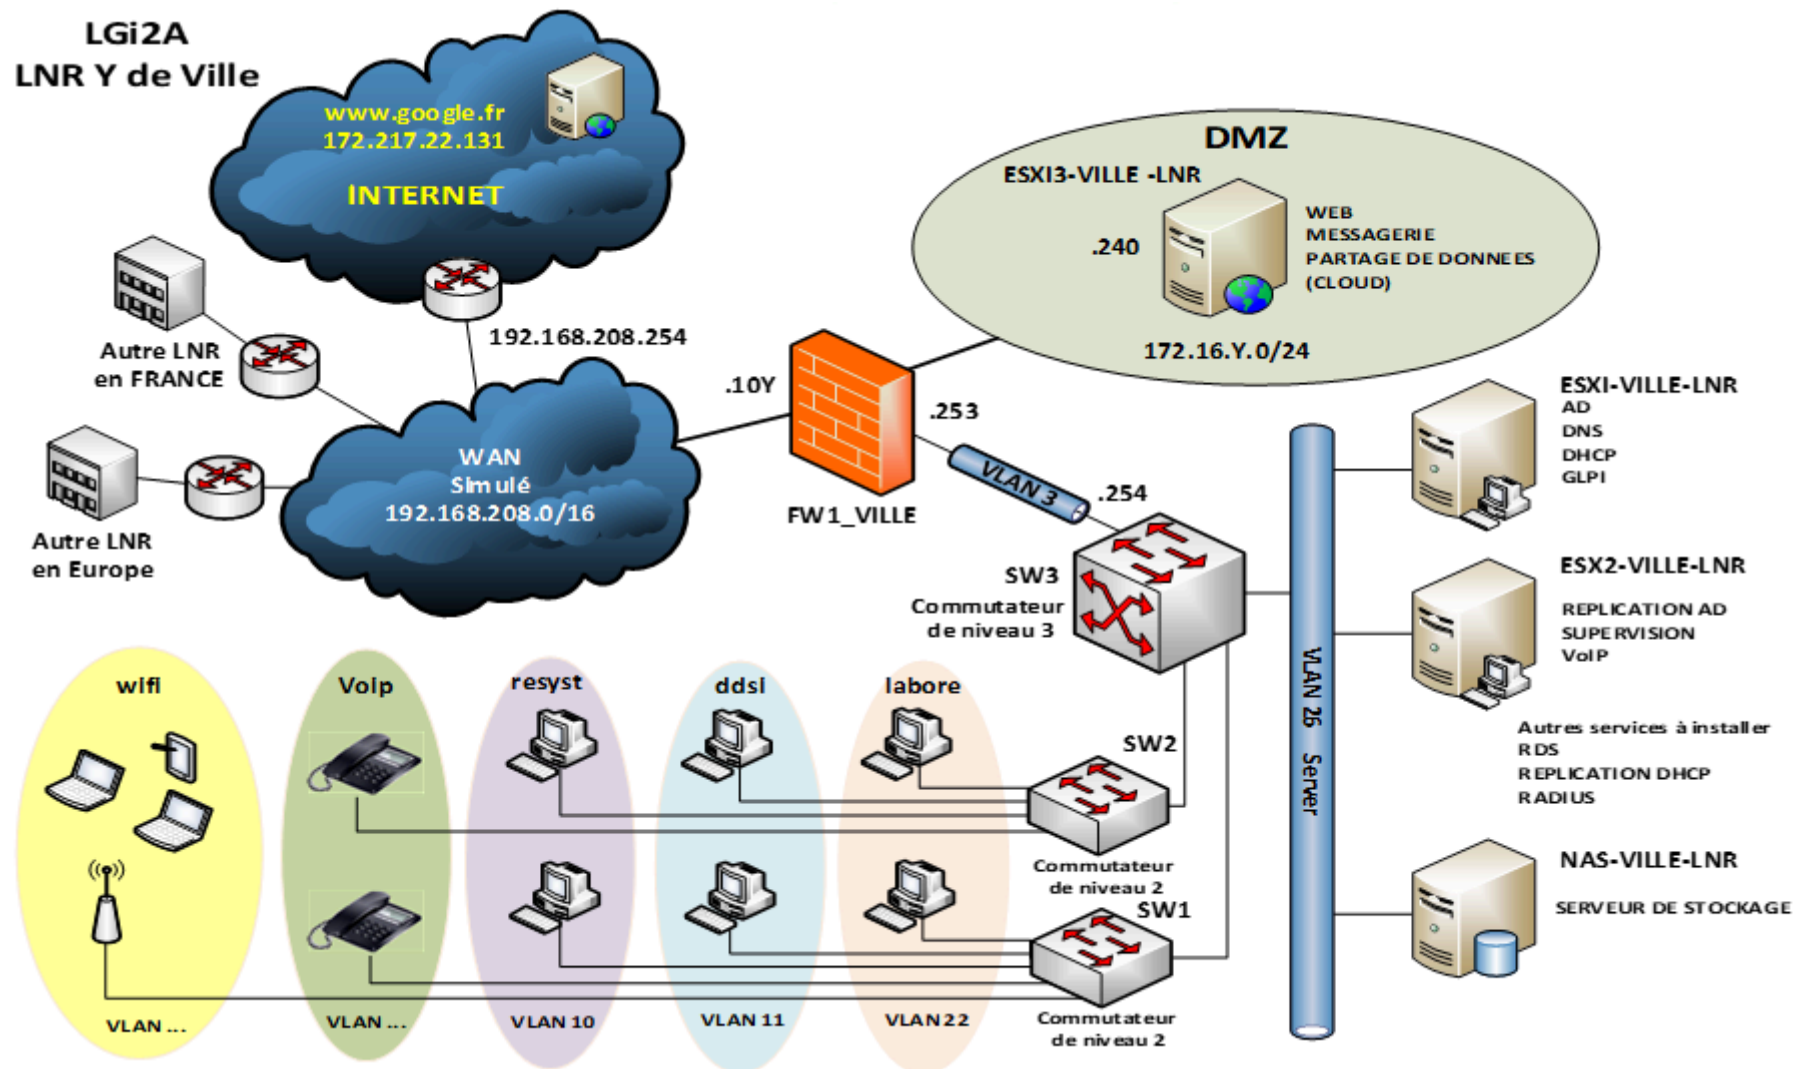 LGi2A
LNR Y de Ville
www.google.fr
172.217.22.131
INTERNET
192.168.208.254
Autre LNR
en FRANCE
Autre LNR
en Europe
WAN
Simulé
192.168.208.0/16
.10Y
FW1_VILLE
.253
VLAN 3
.254
DMZ
ESXI3-VILLE -LNR
.240
WEB
MESSAGERIE
PARTAGE DE DONNEES
(CLOUD)
172.16.Y.0/24
SW3
Commutateur
de niveau 3
VLAN 26 Server
ESXI-VILLE-LNR
AD
DNS
DHCP
GLPI
ESX2-VILLE-LNR
REPLICATION AD
SUPERVISION
VoIP
Autres services à installer
RDS
REPLICATION DHCP
RADIUS
NAS-VILLE-LNR
SERVEUR DE STOCKAGE
wifi
Voip
resyst
ddsi
labore
SW2
Commutateur
de niveau 2
SW1
Commutateur
de niveau 2
VLAN ...
VLAN ...
VLAN 10
VLAN 11
VLAN 22